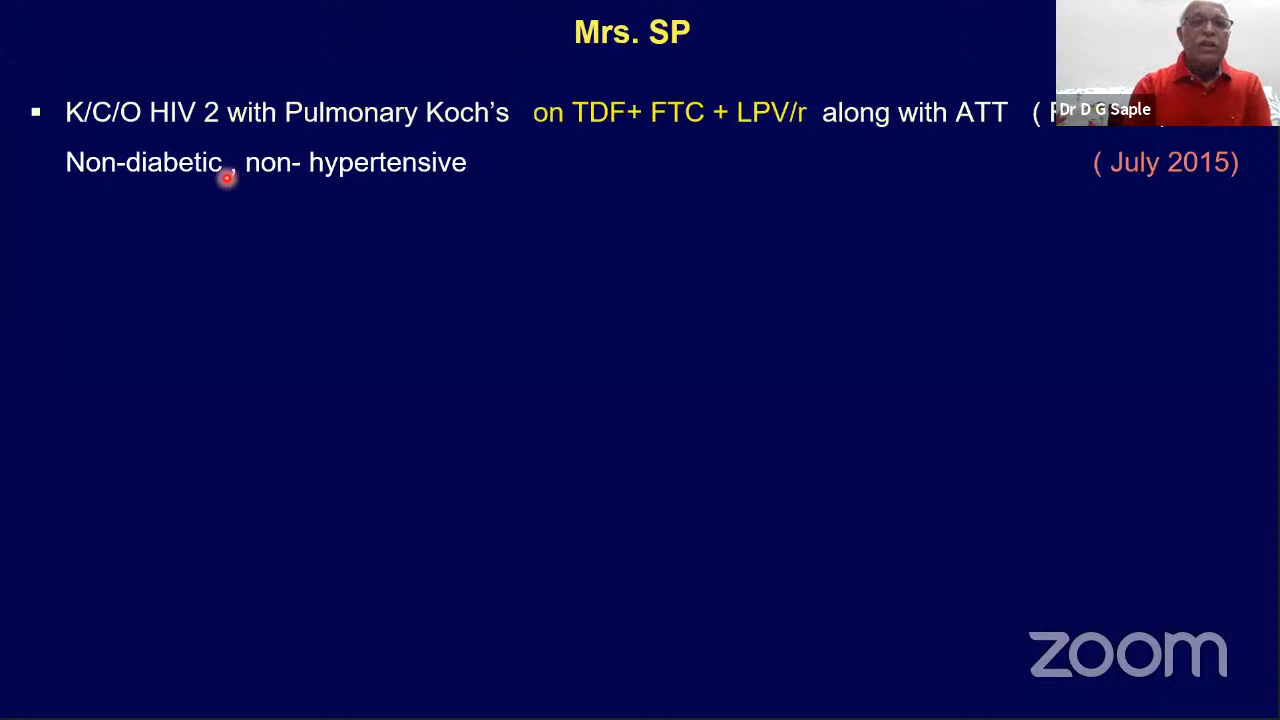 Mrs. SP
▪ K/C/O HIV 2 with Pulmonary Koch’s on TDF+ FTC + LPV/r along with ATT (
Dr D G Saple
Non-diabetic , non- hypertensive ( July 2015)
zoom